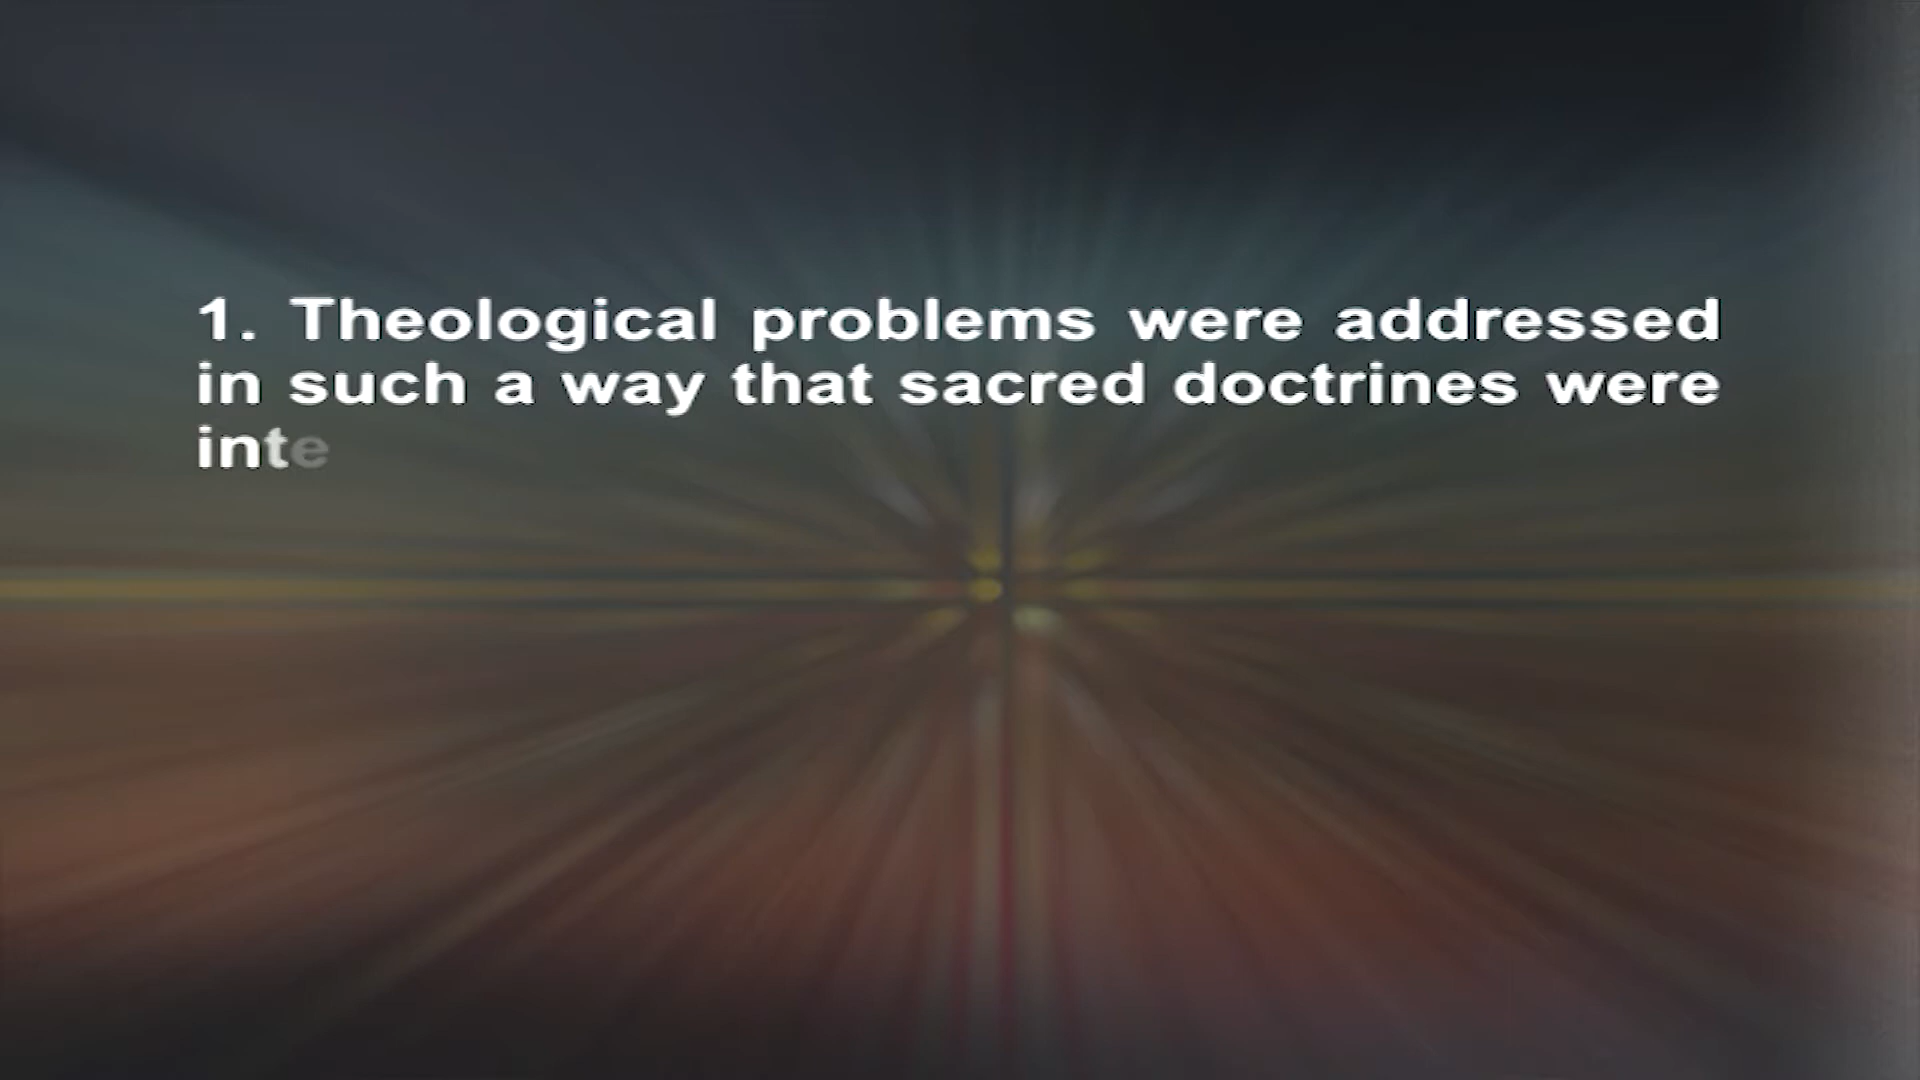 1. Theological problems were addressed
in such a way that sacred doctrines were
inte